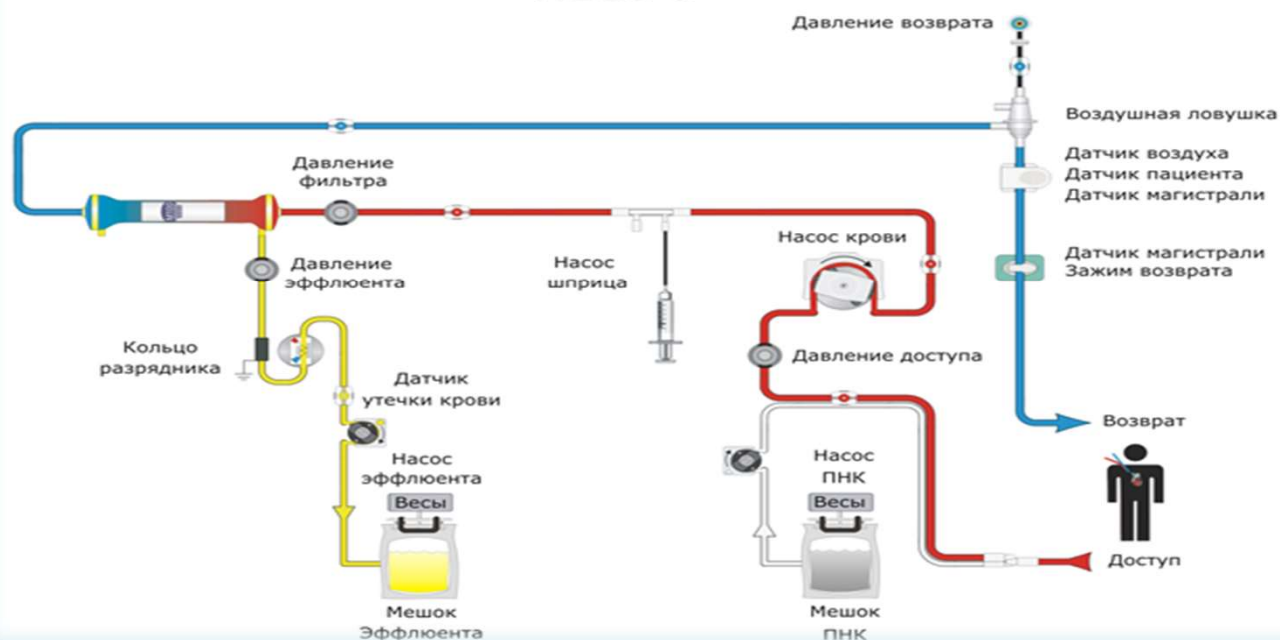 Давление возврата
Воздушная ловушка
Давление
фильтра
Датчик воздуха
Датчик пациента
Датчик магистрали
Насос крови
Датчик магистрали
Зажим возврата
Давление
эффлюента
Насос
шприца
Кольцо
разрядника
Давление доступа
Датчик
утечки крови
Возврат
Насос
эффлюента
Насос
ПНК
Весы
Весы
Доступ
Мешок
Эффлюента
Мешок
ПНК